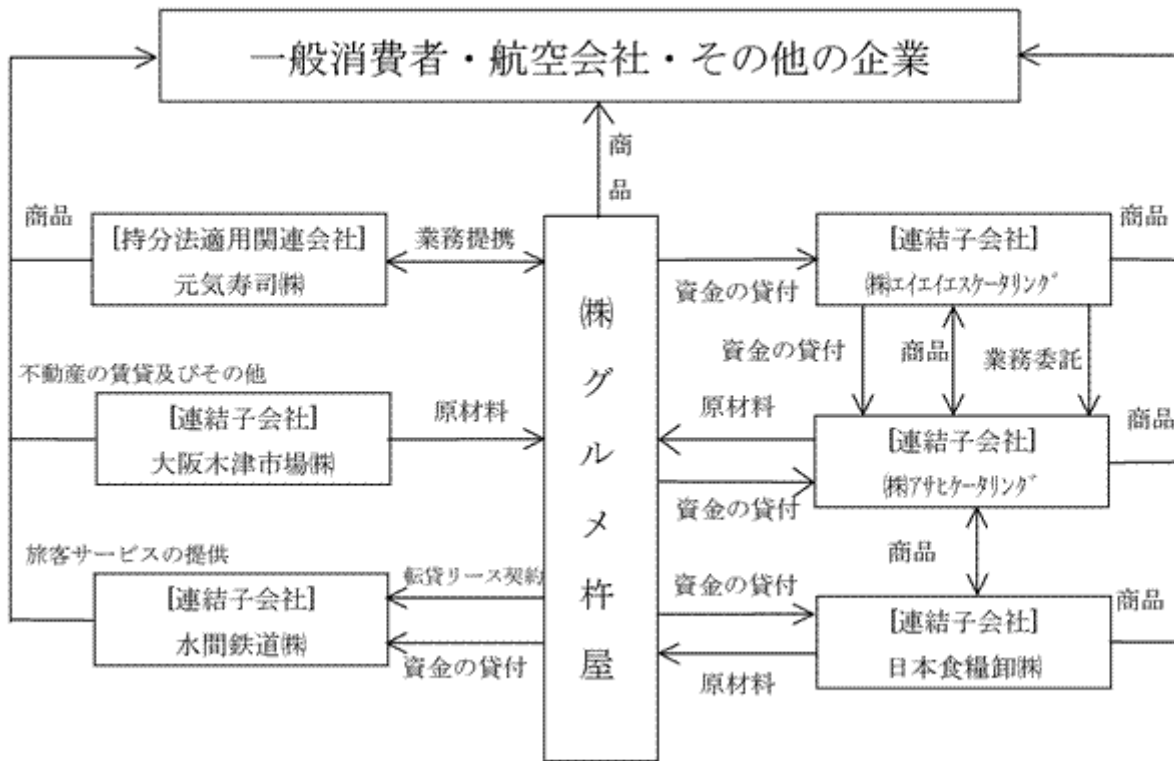 一般消費者・航空会社・その他の企業
商品
商品
[持分法適用関連会社]
元気寿司㈱
業務提携
資金の貸付
[連結子会社]
㈱ｴｲｴｲｴｽｹｰﾀﾘﾝｸﾞ
商品
不動産の賃貸及びその他
[連結子会社]
大阪木津市場㈱
原材料
㈱グルメ杵屋
資金の貸付
商品
業務委託
原材料
資金の貸付
[連結子会社]
㈱ｱｻﾋｹｰﾀﾘﾝｸﾞ
商品
旅客サービスの提供
[連結子会社]
水間鉄道㈱
転貸リース契約
資金の貸付
商品
資金の貸付
原材料
[連結子会社]
日本食糧卸㈱
商品